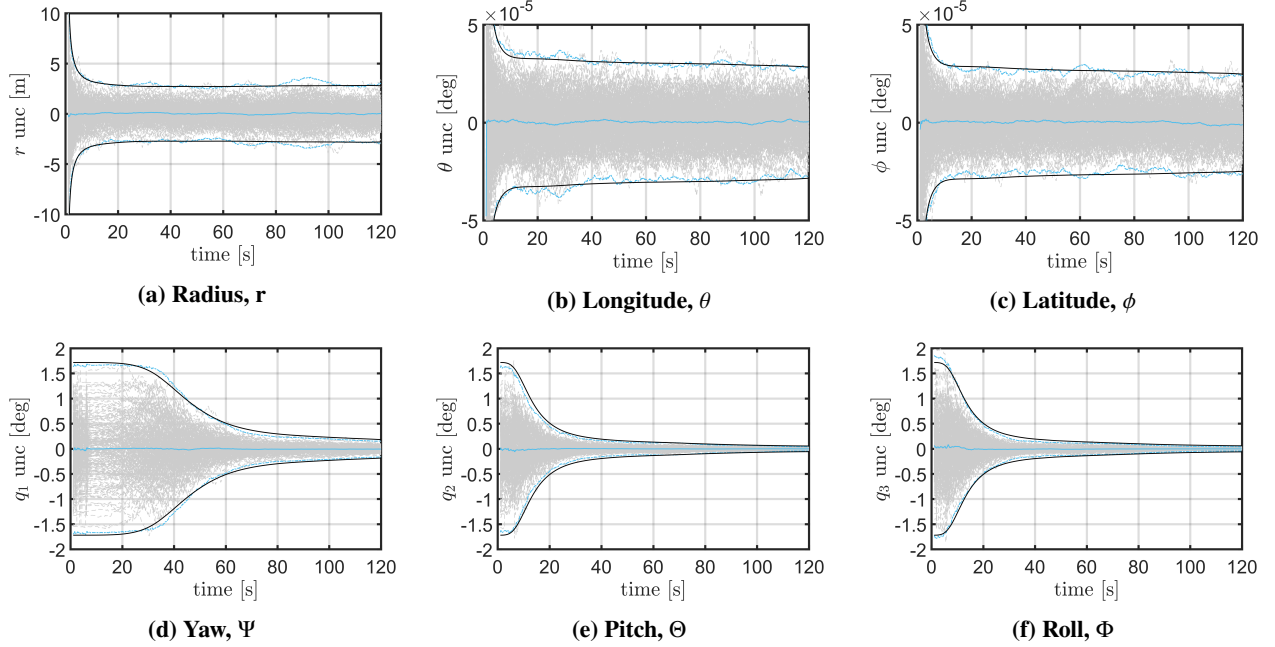 ×10⁻⁵
×10⁻⁵
10
5
0
-5
-10
r unc [m]
0 20 40 60 80 100 120
time [s]
5
0
-5
θ unc [deg]
0 20 40 60 80 100 120
time [s]
5
0
-5
ϕ unc [deg]
0 20 40 60 80 100 120
time [s]
(a) Radius, r
(b) Longitude, θ
(c) Latitude, ϕ
2
1.5
1
0.5
0
-0.5
-1
-1.5
-2
q₁ unc [deg]
0 20 40 60 80 100 120
time [s]
2
1.5
1
0.5
0
-0.5
-1
-1.5
-2
q₂ unc [deg]
0 20 40 60 80 100 120
time [s]
2
1.5
1
0.5
0
-0.5
-1
-1.5
-2
q₃ unc [deg]
0 20 40 60 80 100 120
time [s]
(d) Yaw, Ψ
(e) Pitch, Θ
(f) Roll, Φ